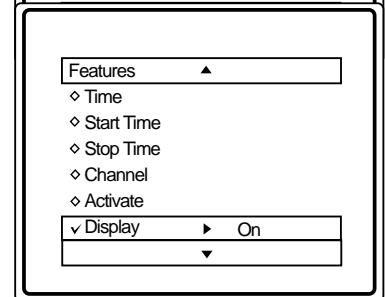 Features ▲
◇ Time
◇ Start Time
◇ Stop Time
◇ Channel
◇ Activate
✓ Display ▶ On
▼